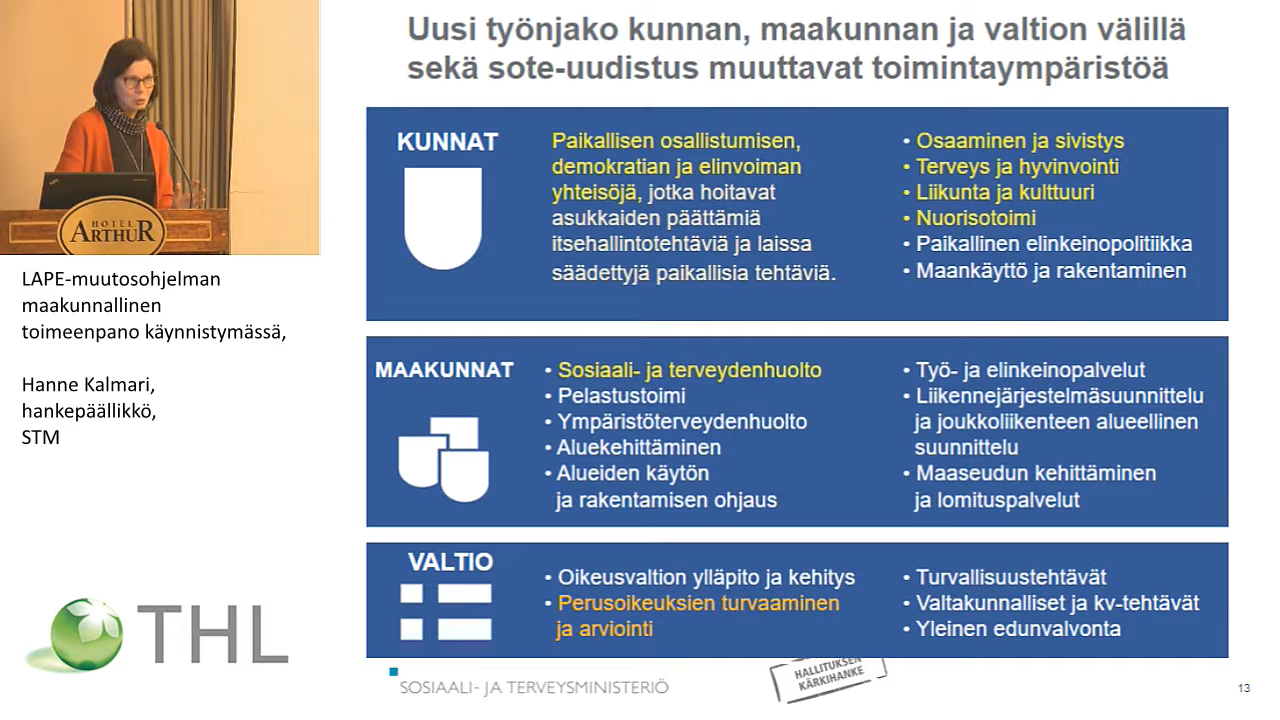 Uusi työnjako kunnan, maakunnan ja valtion välillä
sekä sote-uudistus muuttavat toimintaympäristöä
HOTEL
ARTHUR
LAPE-muutosohjelman
maakunnallinen
toimeenpano käynnistymässä,
Hanne Kalmari,
hankepäällikkö,
STM
THL
KUNNAT
Paikallisen osallistumisen,
demokratian ja elinvoiman
yhteisöjä, jotka hoitavat
asukkaiden päättämiä
itsehallintotehtäviä ja laissa
säädettyjä paikallisia tehtäviä.
• Osaaminen ja sivistys
• Terveys ja hyvinvointi
• Liikunta ja kulttuuri
• Nuorisotoimi
• Paikallinen elinkeinopolitiikka
• Maankäyttö ja rakentaminen
MAAKUNNAT
• Sosiaali- ja terveydenhuolto
• Pelastustoimi
• Ympäristöterveydenhuolto
• Aluekehittäminen
• Alueiden käytön
ja rakentamisen ohjaus
• Työ- ja elinkeinopalvelut
• Liikennejärjestelmäsuunnittelu
ja joukkoliikenteen alueellinen
suunnittelu
• Maaseudun kehittäminen
ja lomituspalvelut
VALTIO
• Oikeusvaltion ylläpito ja kehitys
• Perusoikeuksien turvaaminen
ja arviointi
• Turvallisuustehtävät
• Valtakunnalliset ja kv-tehtävät
• Yleinen edunvalvonta
SOSIAALI- JA TERVEYSMINISTERIÖ
HALLITUKSEN
KÄRKIHANKE
13